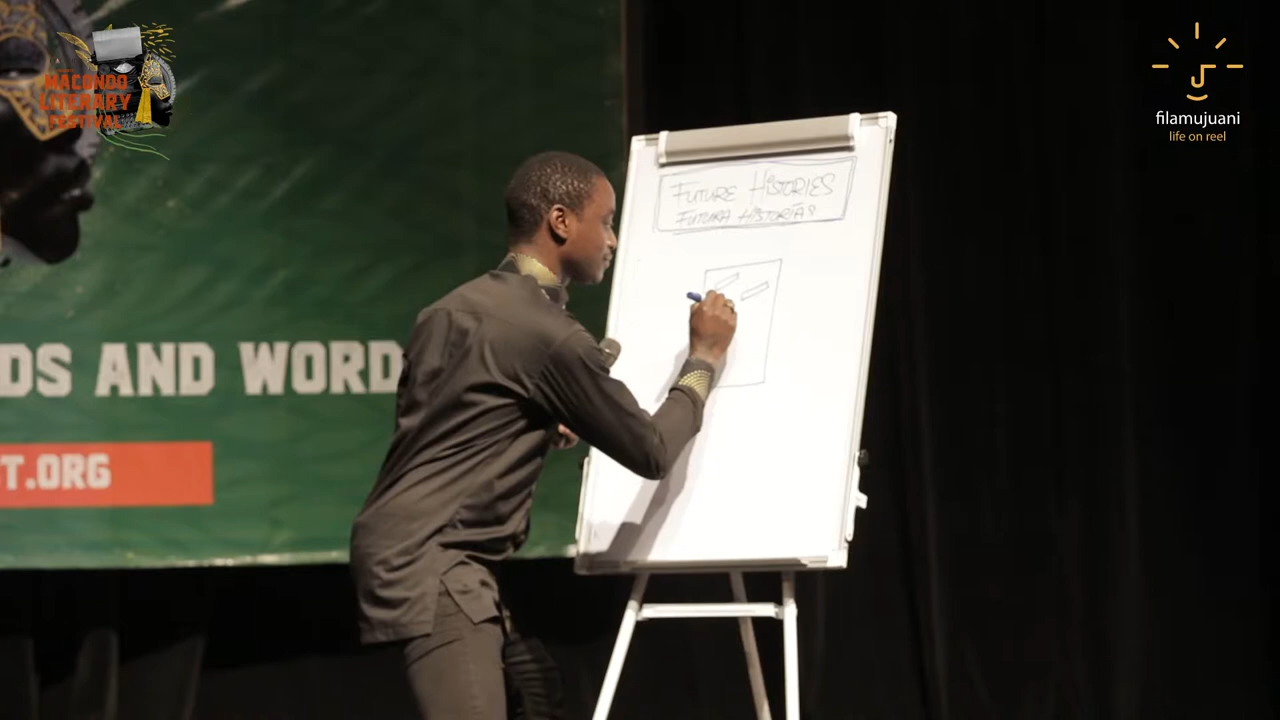 MACONDO
LITERARY
FESTIVAL
filamujuani
life on reel
FUTURE HISTORIES
FUTURA HISTORIA?
DS AND WORD
T.ORG